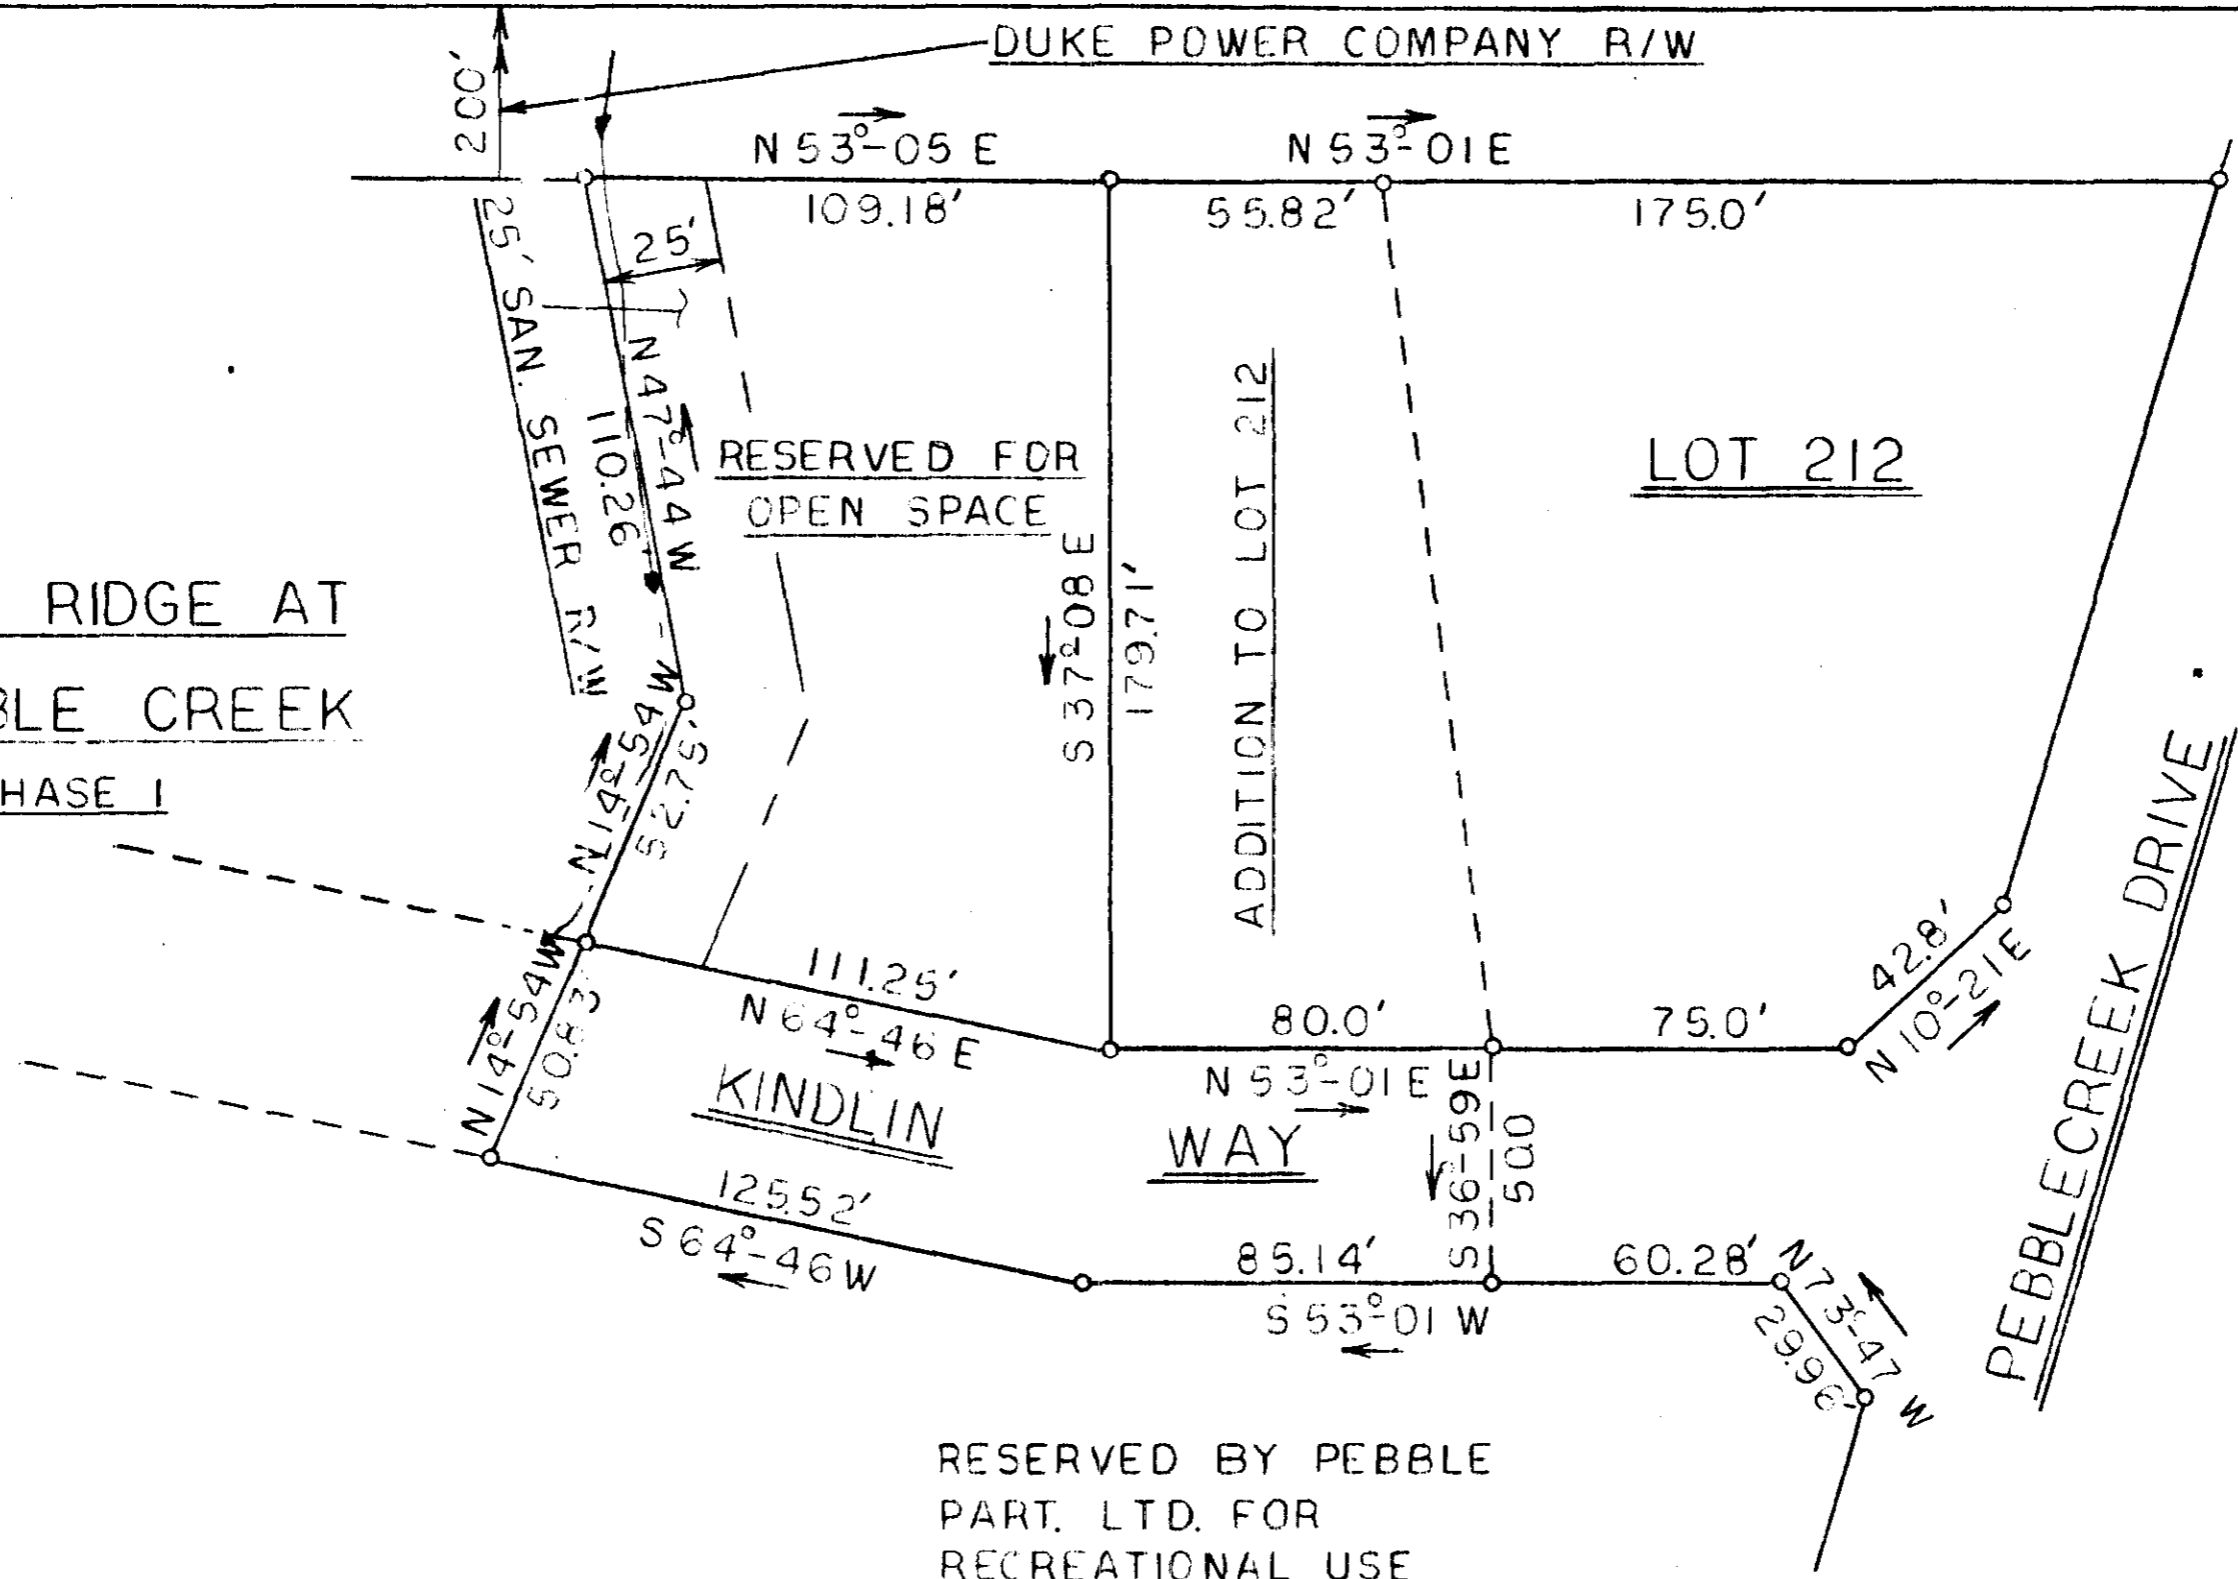 DUKE POWER COMPANY R/W
200'
N 53°-05 E
N 53°-01 E
109.18'
55.82'
175.0'
25'
25' SAN. SEWER R/W
N 47°-44 W
110.26'
RESERVED FOR
OPEN SPACE
S 37°-08 E
179.71'
ADDITION TO LOT 212
LOT 212
RIDGE AT
BLE CREEK
HASE 1
N 14°-54 W
52.75'
111.25'
N 64°-46 E
80.0'
N 53°-01 E
75.0'
42.8'
N 10°-21 E
PEBBLECREEK DRIVE
N 14°-54 W
50.83'
KINDLIN
WAY
S 36°-59 E
50.0
125.52'
S 64°-46 W
85.14'
S 53°-01 W
60.28'
N 73°-47 W
29.96'
RESERVED BY PEBBLE
PART. LTD. FOR
RECREATIONAL USE